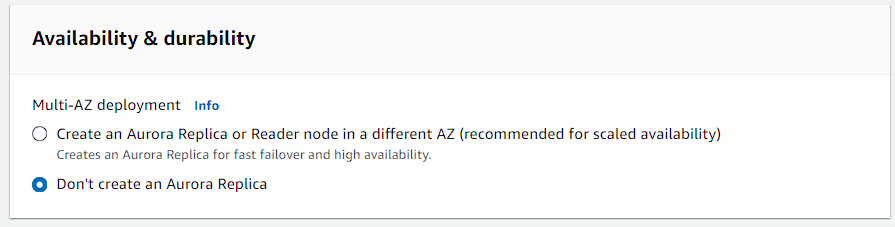 Availability & durability
Multi-AZ deployment Info
Create an Aurora Replica or Reader node in a different AZ (recommended for scaled availability)
Creates an Aurora Replica for fast failover and high availability.
Don't create an Aurora Replica